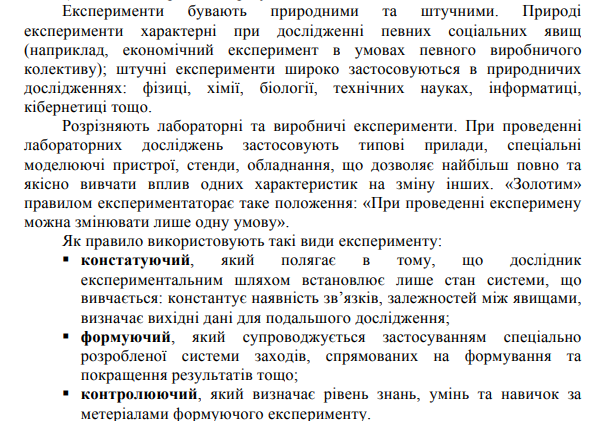 Експерименти бувають природними та штучними. Природі
експерименти характерні при дослідженні певних соціальних явищ
(наприклад, економічний експеримент в умовах певного виробничого
колективу); штучні експерименти широко застосовуються в природничих
дослідженнях: фізиці, хімії, біології, технічних науках, інформатиці,
кібернетиці тощо.
Розрізняють лабораторні та виробничі експерименти. При проведенні
лабораторних досліджень застосовують типові прилади, спеціальні
моделюючі пристрої, стенди, обладнання, що дозволяє найбільш повно та
якісно вивчати вплив одних характеристик на зміну інших. «Золотим»
правилом експериментаторає таке положення: «При проведенні експеримену
можна змінювати лише одну умову».
Як правило використовують такі види експерименту:
▪ констатуючий, який полягає в тому, що дослідник
експериментальним шляхом встановлює лише стан системи, що
вивчається: константує наявність зв’язків, залежностей між явищами,
визначає вихідні дані для подальшого дослідження;
▪ формуючий, який супроводжується застосуванням спеціально
розробленої системи заходів, спрямованих на формування та
покращення результатів тощо;
▪ контролюючий, який визначає рівень знань, умінь та навичок за
метеріалами формуючого експерименту.